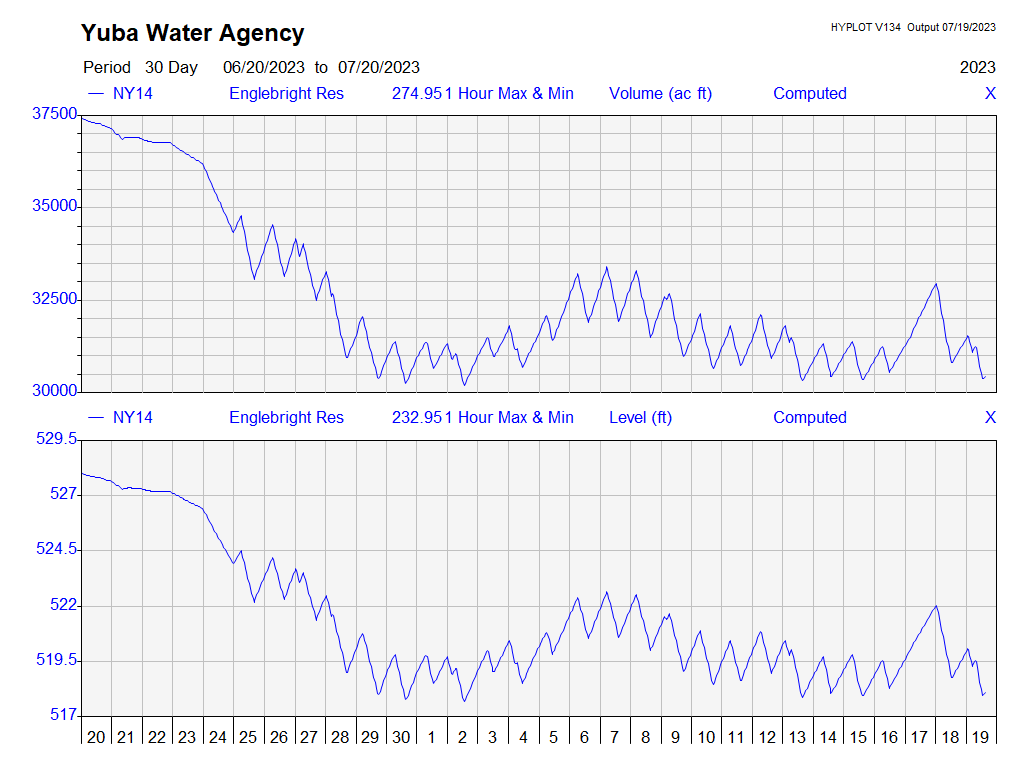 Yuba Water Agency
HYPLOT V134 Output 07/19/2023
Period 30 Day 06/20/2023 to 07/20/2023 2023
— NY14 Englebright Res 274.951 Hour Max & Min Volume (ac ft) Computed X
37500
35000
32500
30000
— NY14 Englebright Res 232.951 Hour Max & Min Level (ft) Computed X
529.5
527
524.5
522
519.5
517
20 21 22 23 24 25 26 27 28 29 30 1 2 3 4 5 6 7 8 9 10 11 12 13 14 15 16 17 18 19